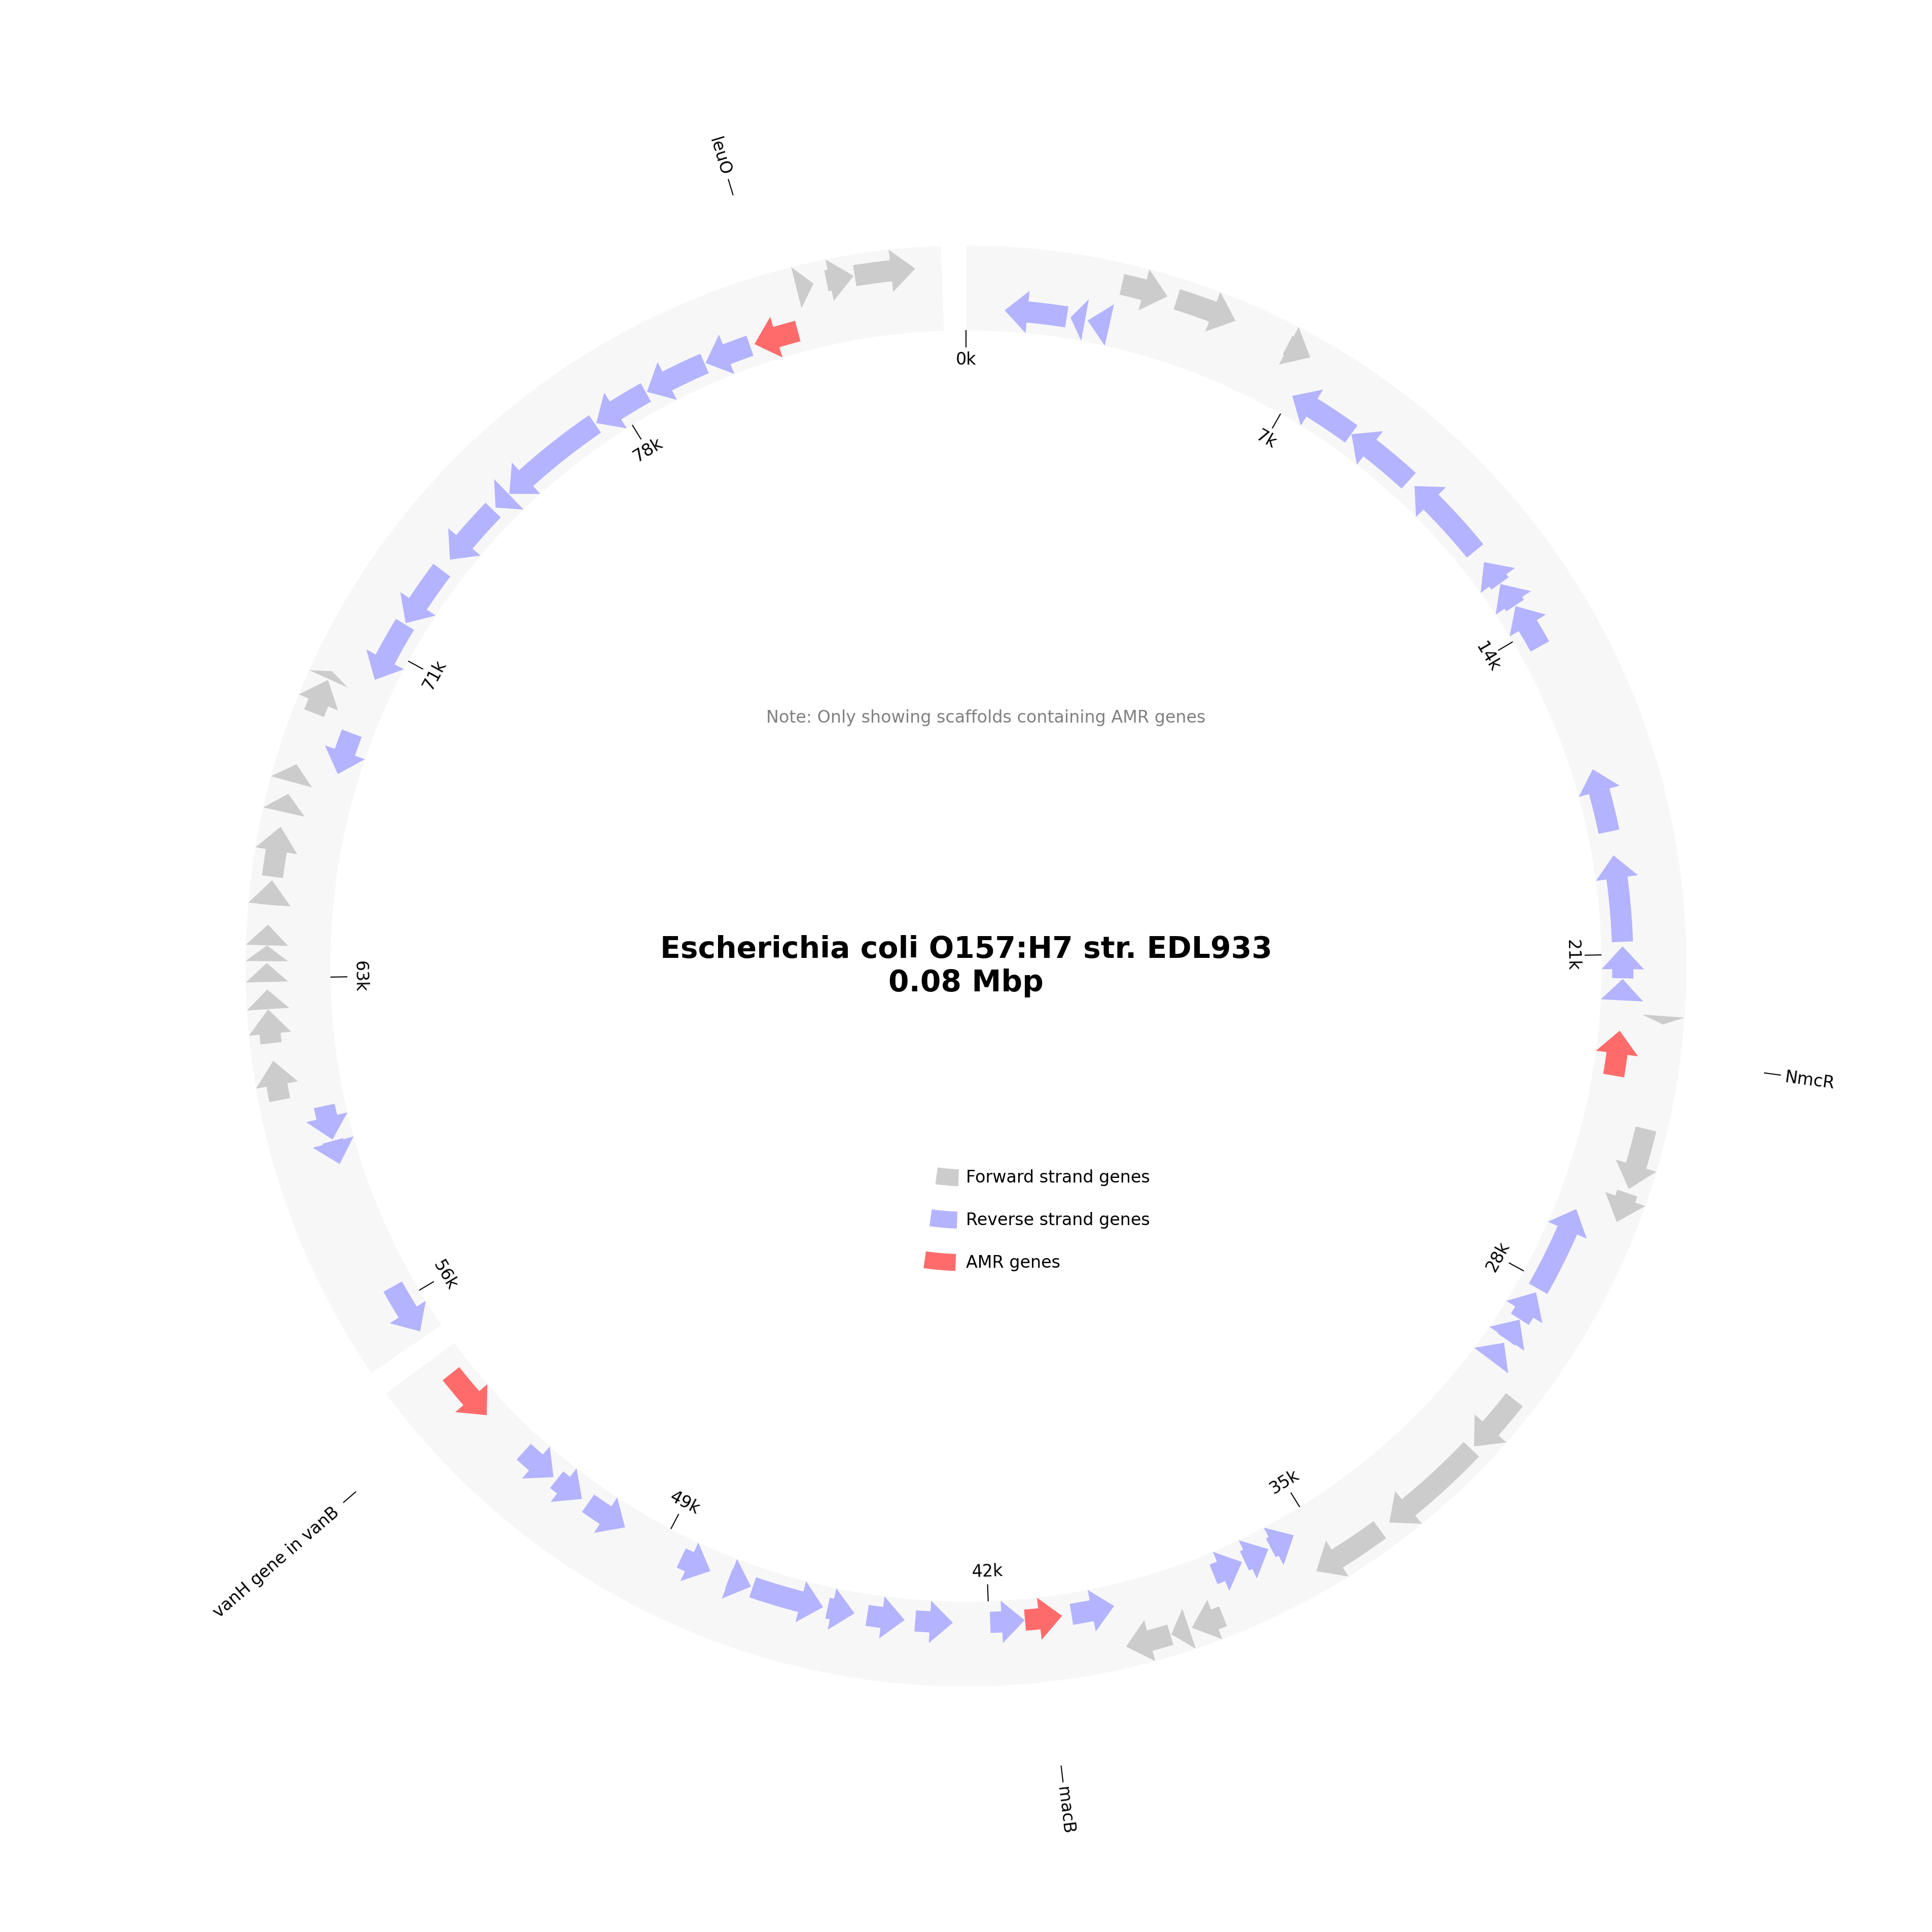 leuO
0k
78k
7k
14k
71k
Note: Only showing scaffolds containing AMR genes
Escherichia coli O157:H7 str. EDL933
0.08 Mbp
21k
63k
NmcR
Forward strand genes
Reverse strand genes
AMR genes
28k
56k
35k
49k
vanH gene in vanB
42k
macB